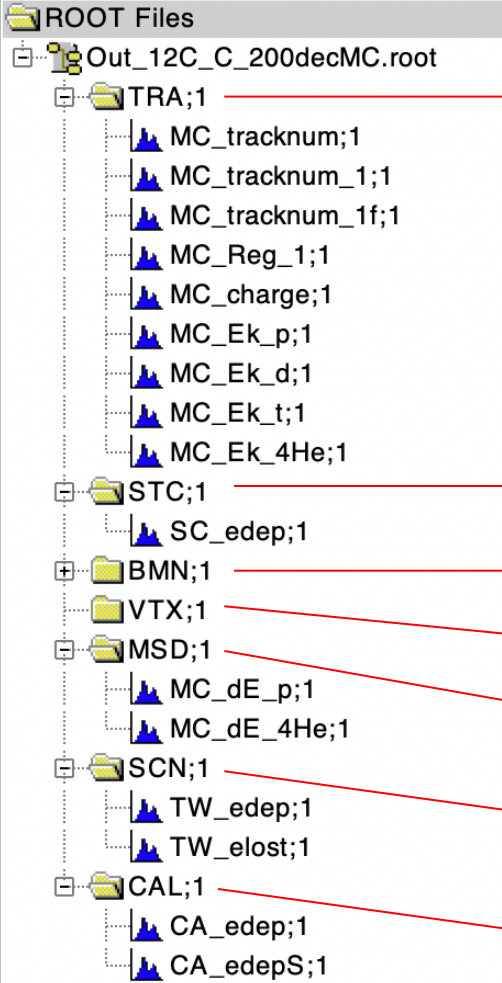 ROOT Files
Out_12C_C_200decMC.root
TRA;1
MC_tracknum;1
MC_tracknum_1;1
MC_tracknum_1f;1
MC_Reg_1;1
MC_charge;1
MC_Ek_p;1
MC_Ek_d;1
MC_Ek_t;1
MC_Ek_4He;1
STC;1
SC_edep;1
BMN;1
VTX;1
MSD;1
MC_dE_p;1
MC_dE_4He;1
SCN;1
TW_edep;1
TW_elost;1
CAL;1
CA_edep;1
CA_edepS;1